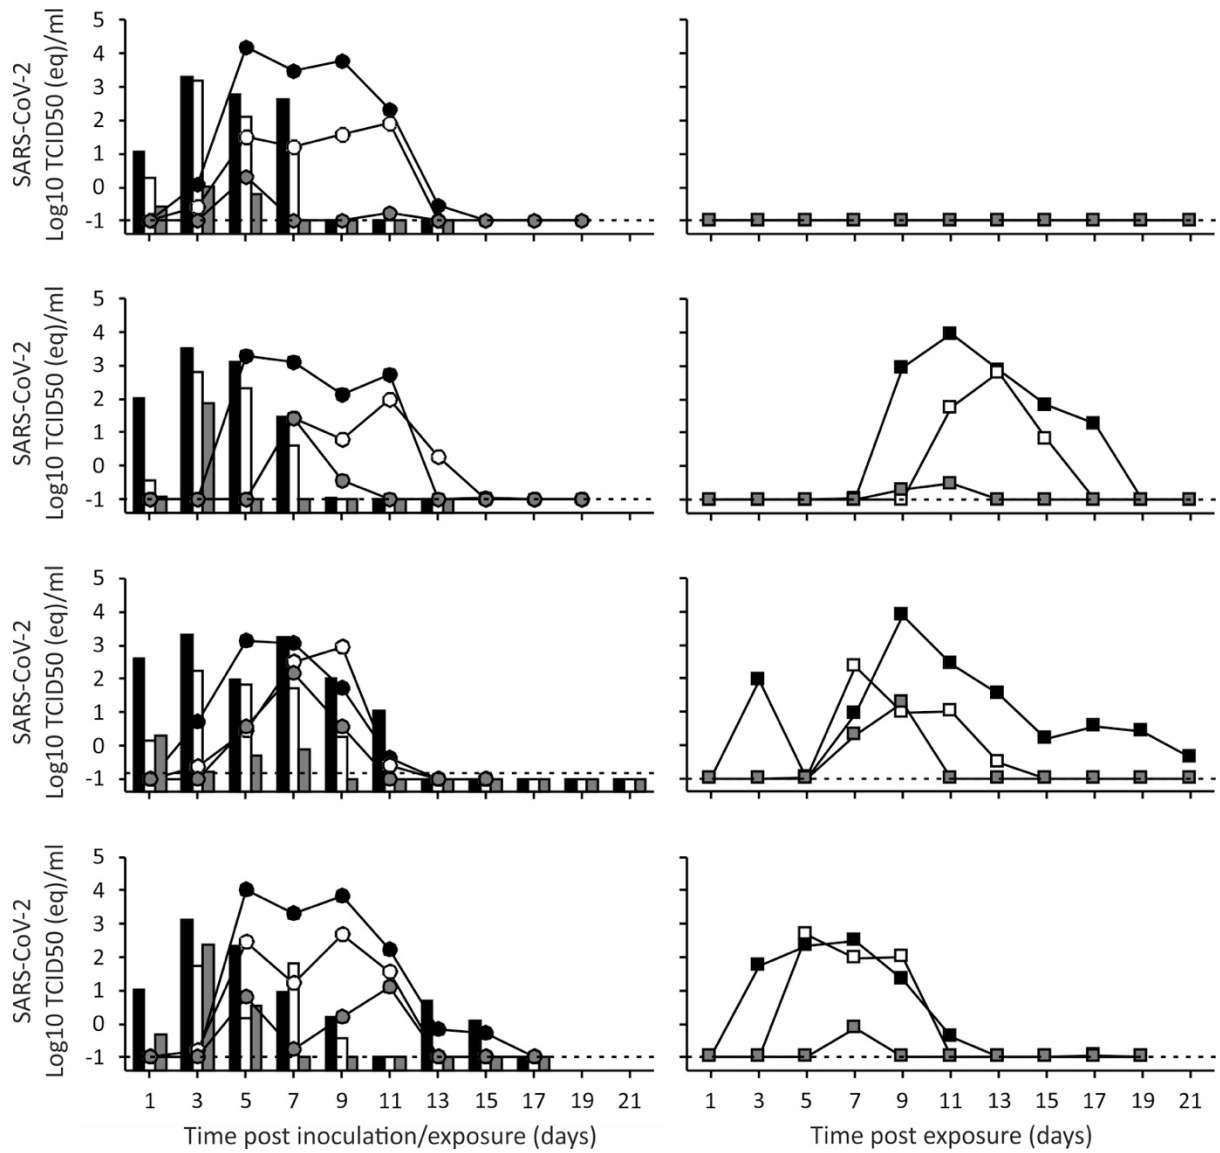 SARS-CoV-2
Log10 TCID50 (eq)/ml
5
4
3
2
1
0
-1
SARS-CoV-2
Log10 TCID50 (eq)/ml
5
4
3
2
1
0
-1
SARS-CoV-2
Log10 TCID50 (eq)/ml
5
4
3
2
1
0
-1
SARS-CoV-2
Log10 TCID50 (eq)/ml
5
4
3
2
1
0
-1
1 3 5 7 9 11 13 15 17 19 21
Time post inoculation/exposure (days)
1 3 5 7 9 11 13 15 17 19 21
Time post exposure (days)